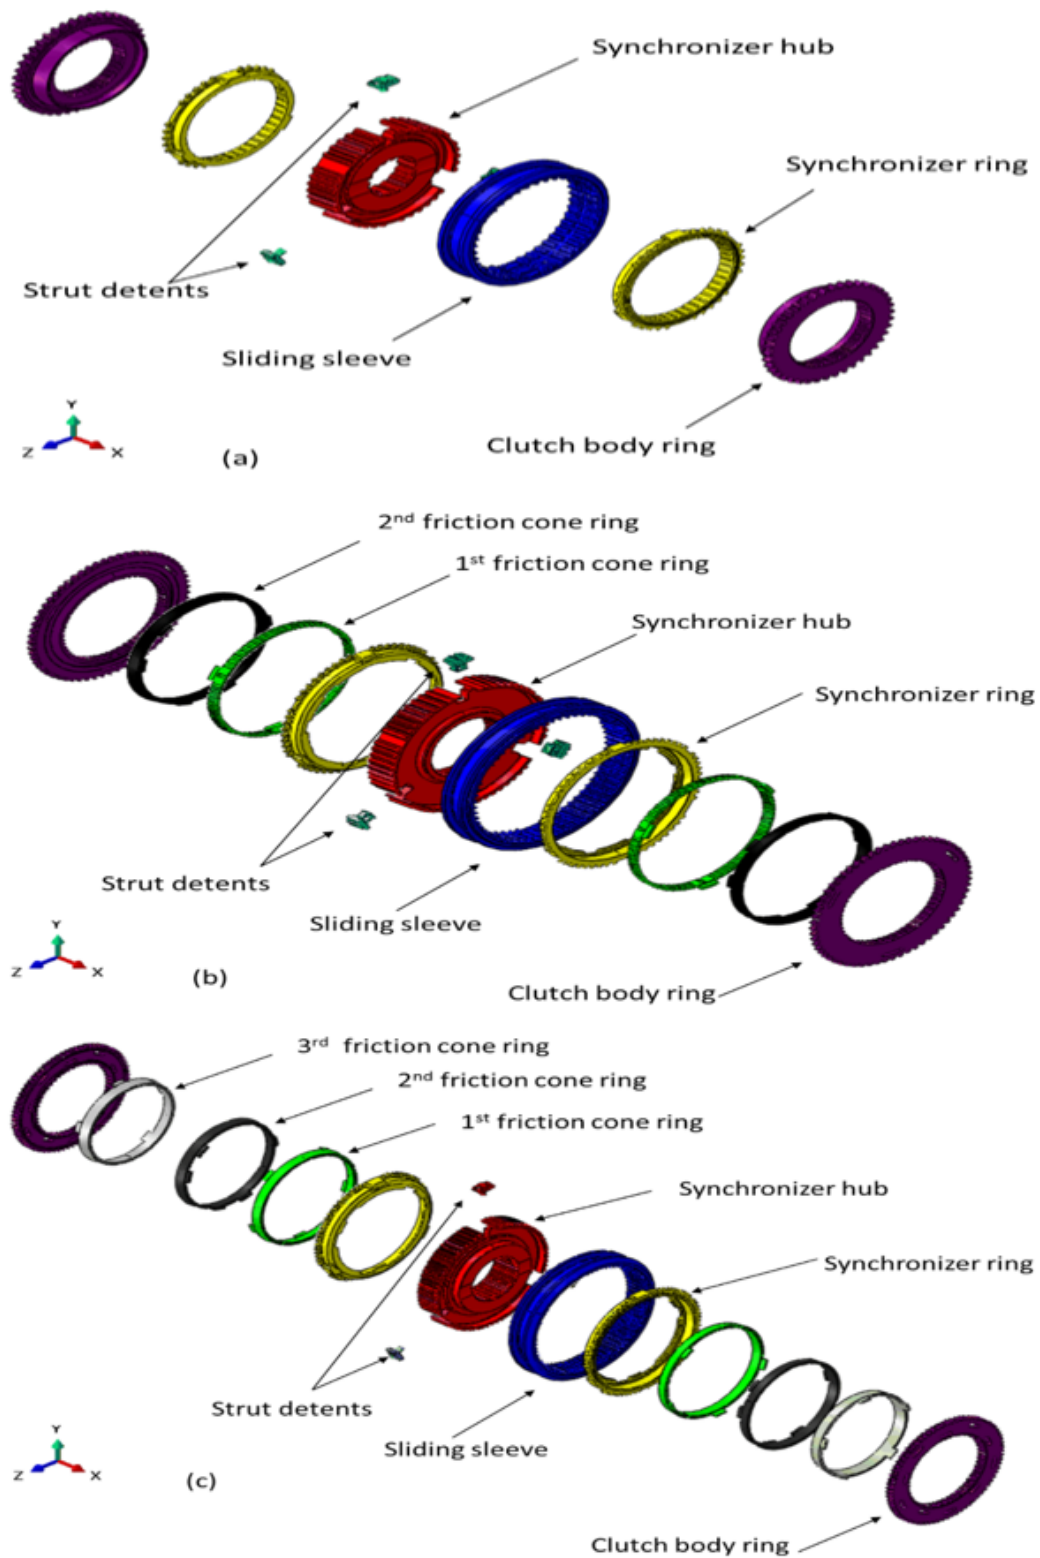 Synchronizer hub
Synchronizer ring
Strut detents
Sliding sleeve
Clutch body ring
Y
Z
X
(a)
2nd friction cone ring
1st friction cone ring
Synchronizer hub
Synchronizer ring
Strut detents
Sliding sleeve
Clutch body ring
Y
Z
X
(b)
3rd friction cone ring
2nd friction cone ring
1st friction cone ring
Synchronizer hub
Synchronizer ring
Strut detents
Sliding sleeve
Clutch body ring
Y
Z
X
(c)